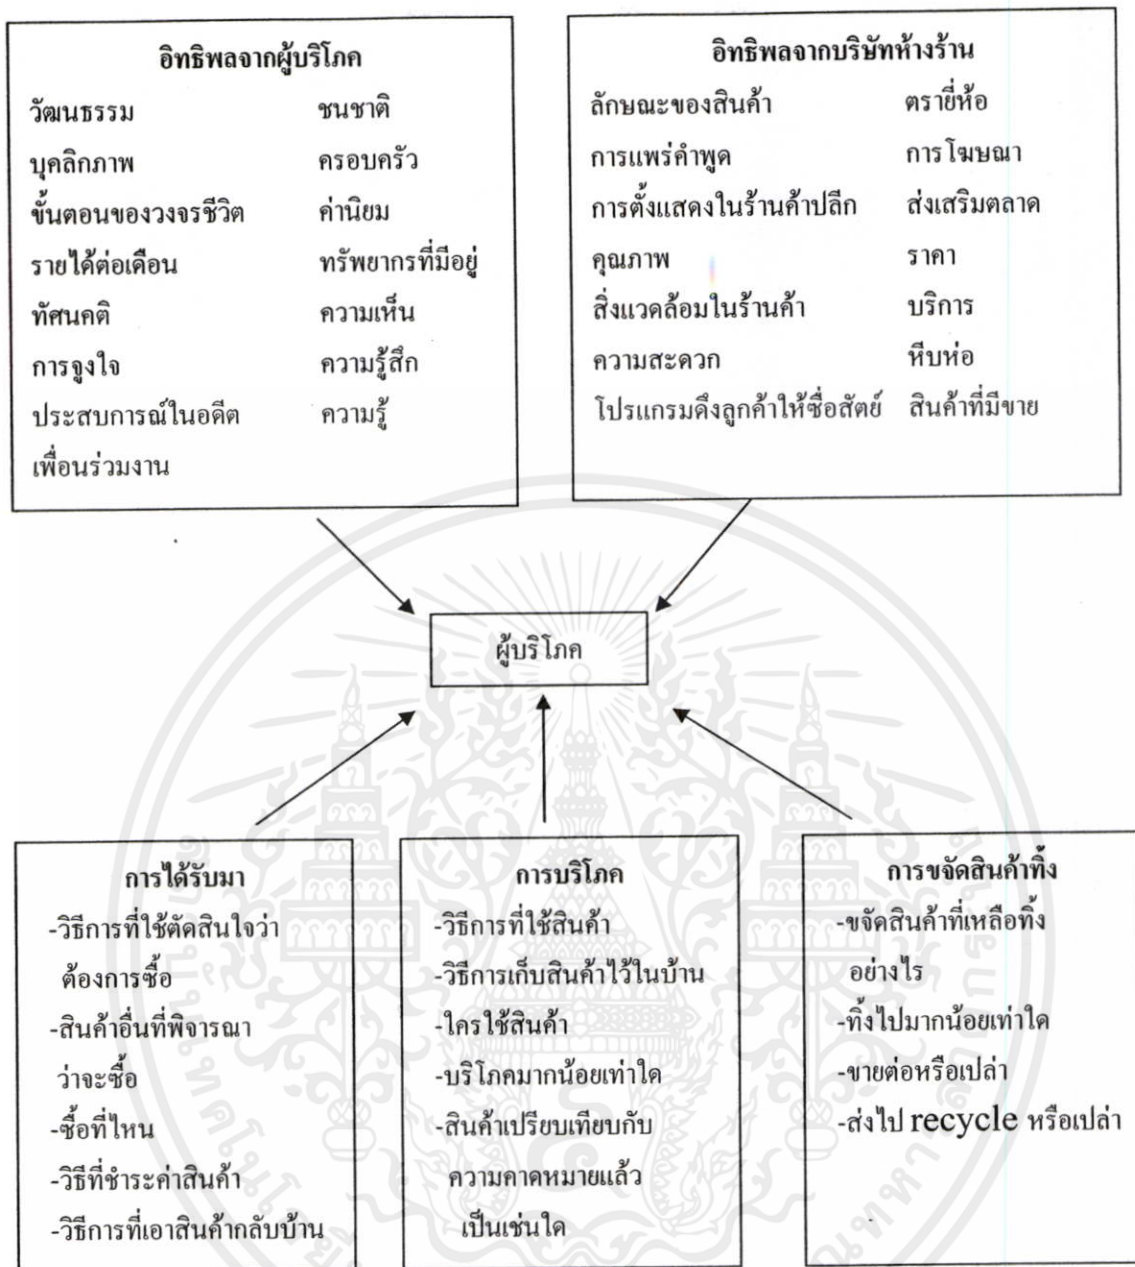 อิทธิพลจากผู้บริโภค
วัฒนธรรม ชนชาติ
บุคลิกภาพ ครอบครัว
ขั้นตอนของวงจรชีวิต ค่านิยม
รายได้ต่อเดือน ทรัพยากรที่มีอยู่
ทัศนคติ ความเห็น
การจูงใจ ความรู้สึก
ประสบการณ์ในอดีต ความรู้
เพื่อนร่วมงาน
อิทธิพลจากบริษัทห้างร้าน
ลักษณะของสินค้า ตรายี่ห้อ
การแพร่คำพูด การโฆษณา
การตั้งแสดงในร้านค้าปลีก ส่งเสริมตลาด
คุณภาพ ราคา
สิ่งแวดล้อมในร้านค้า บริการ
ความสะดวก หีบห่อ
โปรแกรมดึงลูกค้าให้ซื่อสัตย์ สินค้าที่มีขาย
ผู้บริโภค
การได้รับมา
-วิธีการที่ใช้ตัดสินใจว่า
ต้องการซื้อ
-สินค้าอื่นที่พิจารณา
ว่าจะซื้อ
-ซื้อที่ไหน
-วิธีที่ชำระค่าสินค้า
-วิธีการที่เอาสินค้ากลับบ้าน
การบริโภค
-วิธีการที่ใช้สินค้า
-วิธีการเก็บสินค้าไว้ในบ้าน
-ใครใช้สินค้า
-บริโภคมากน้อยเท่าใด
-สินค้าเปรียบเทียบกับ
ความคาดหมายแล้ว
เป็นเช่นใด
การขจัดสินค้าทิ้ง
-ขจัดสินค้าที่เหลือทิ้ง
อย่างไร
-ทิ้งไปมากน้อยเท่าใด
-ขายต่อหรือเปล่า
-ส่งไป recycle หรือเปล่า